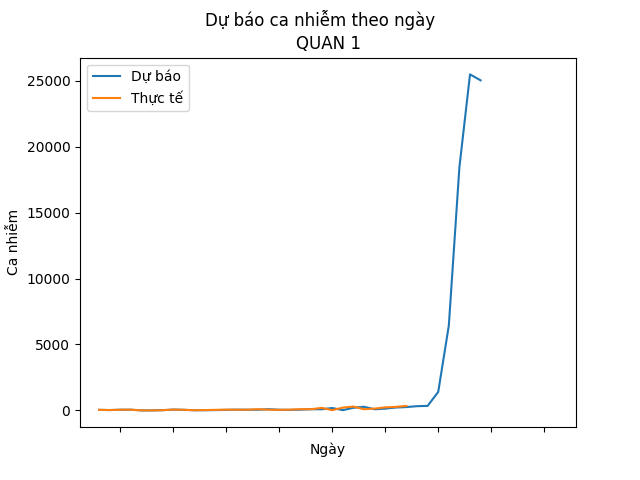 Dự báo ca nhiễm theo ngày
QUAN 1
Dự báo
Thực tế
25000
20000
15000
10000
5000
0
Ca nhiễm
Ngày